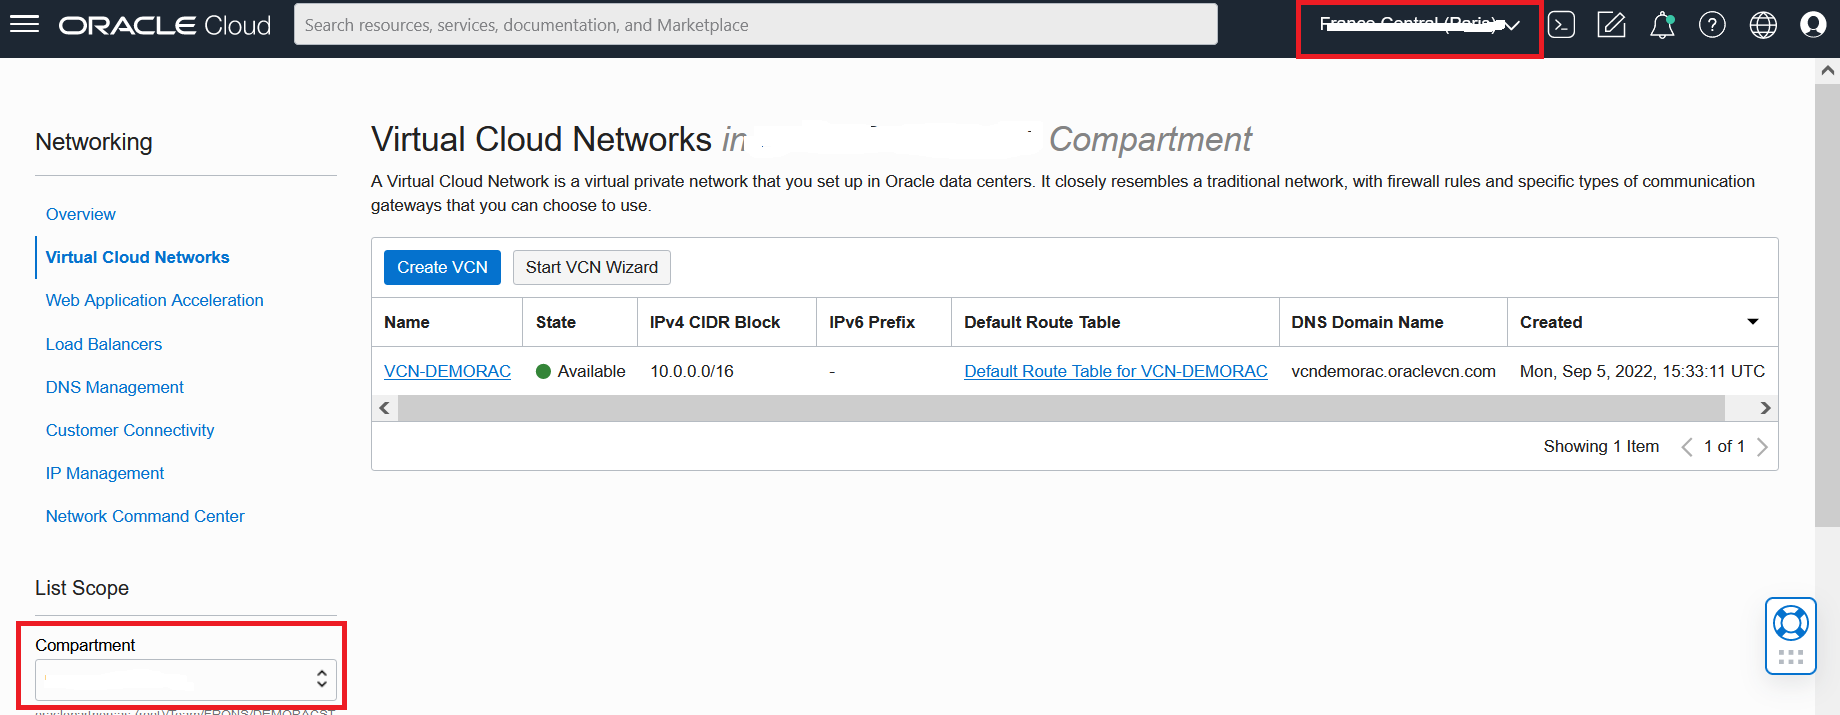 ORACLE Cloud
Search resources, services, documentation, and Marketplace
France Central (Paris)
Networking
Overview
Virtual Cloud Networks
Web Application Acceleration
Load Balancers
DNS Management
Customer Connectivity
IP Management
Network Command Center
List Scope
Compartment
Virtual Cloud Networks in Compartment
A Virtual Cloud Network is a virtual private network that you set up in Oracle data centers. It closely resembles a traditional network, with firewall rules and specific types of communication
gateways that you can choose to use.
Create VCN Start VCN Wizard
Name State IPv4 CIDR Block IPv6 Prefix Default Route Table DNS Domain Name Created
VCN-DEMORAC Available 10.0.0.0/16 - Default Route Table for VCN-DEMORAC vcndemorac.oraclevcn.com Mon, Sep 5, 2022, 15:33:11 UTC
Showing 1 Item 1 of 1